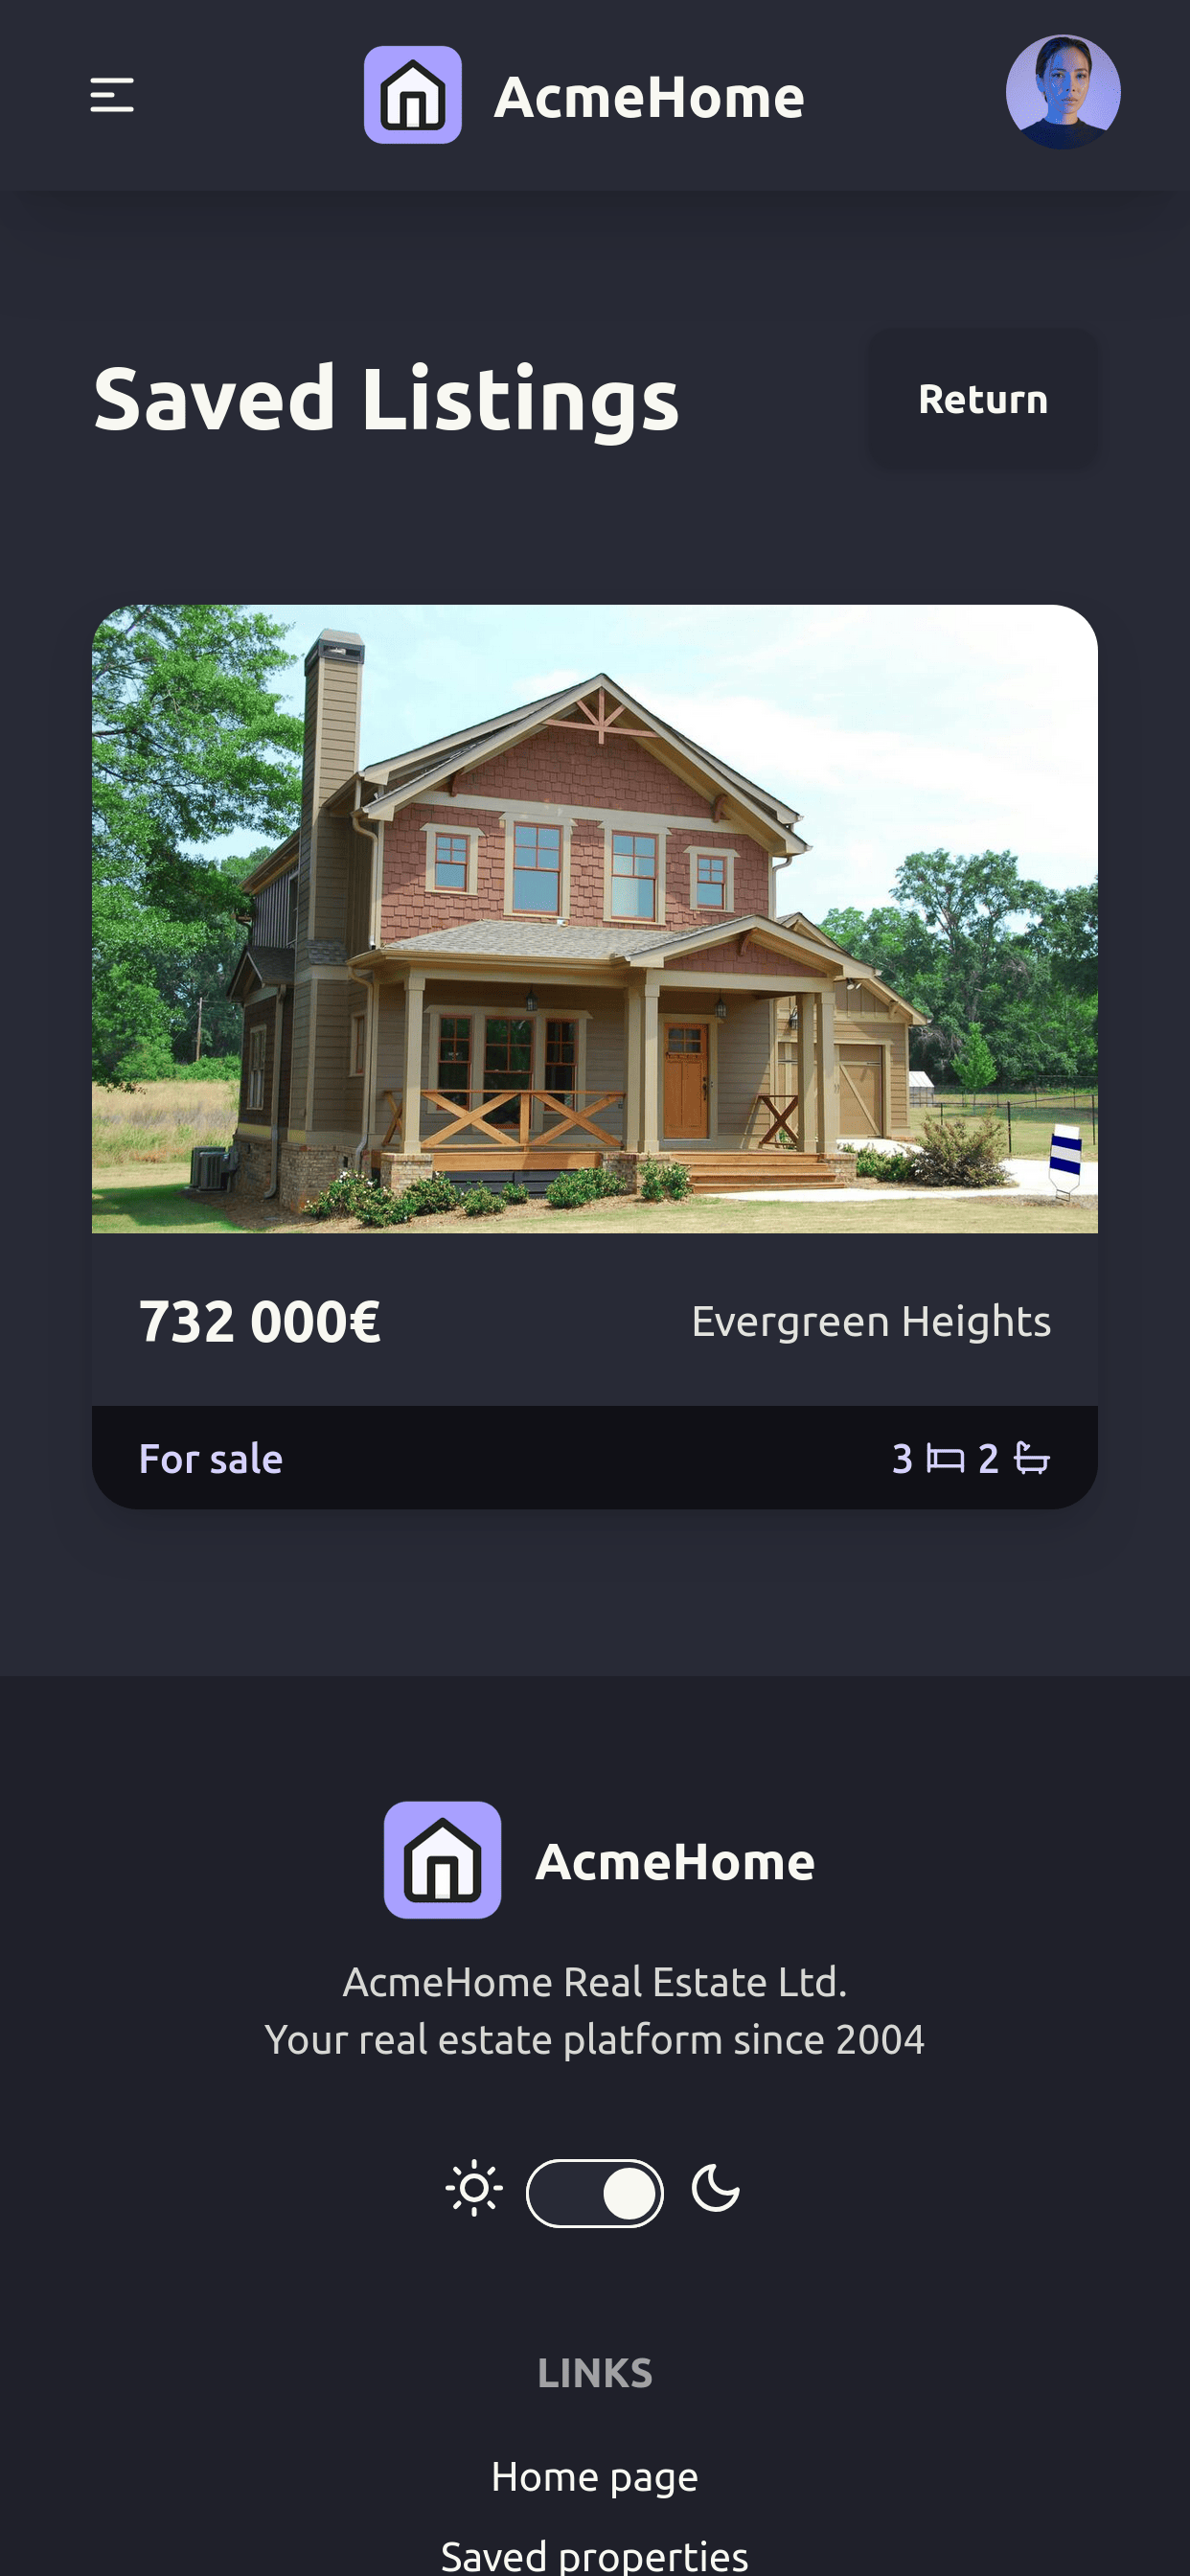 AcmeHome
Saved Listings
Return
732 000€
Evergreen Heights
For sale
3 2
AcmeHome
AcmeHome Real Estate Ltd.
Your real estate platform since 2004
LINKS
Home page
Saved properties